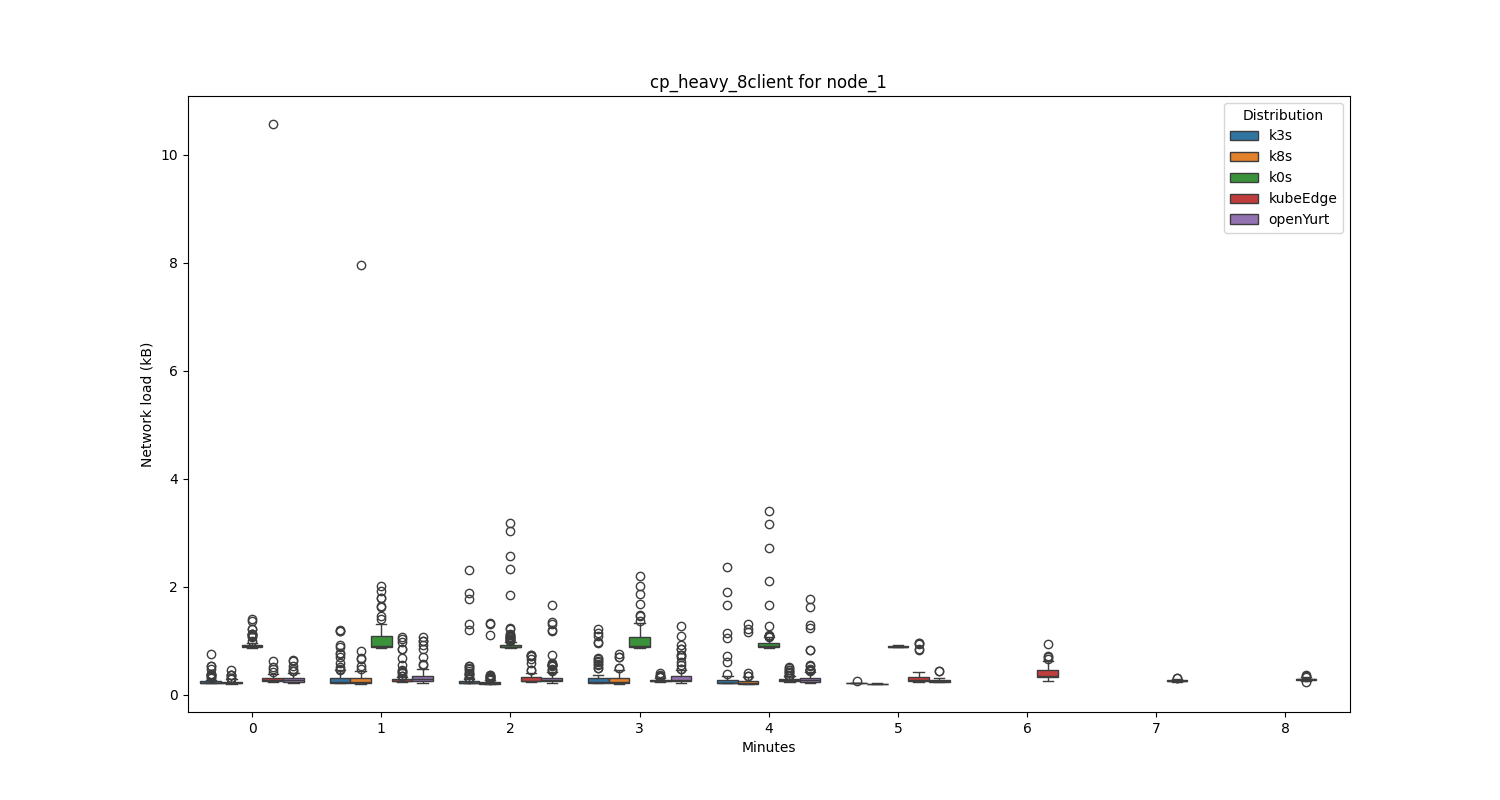 cp_heavy_8client for node_1
Distribution
k3s
k8s
k0s
kubeEdge
openYurt
Network load (kB)
10
8
6
4
2
0
0 1 2 3 4 5 6 7 8
Minutes